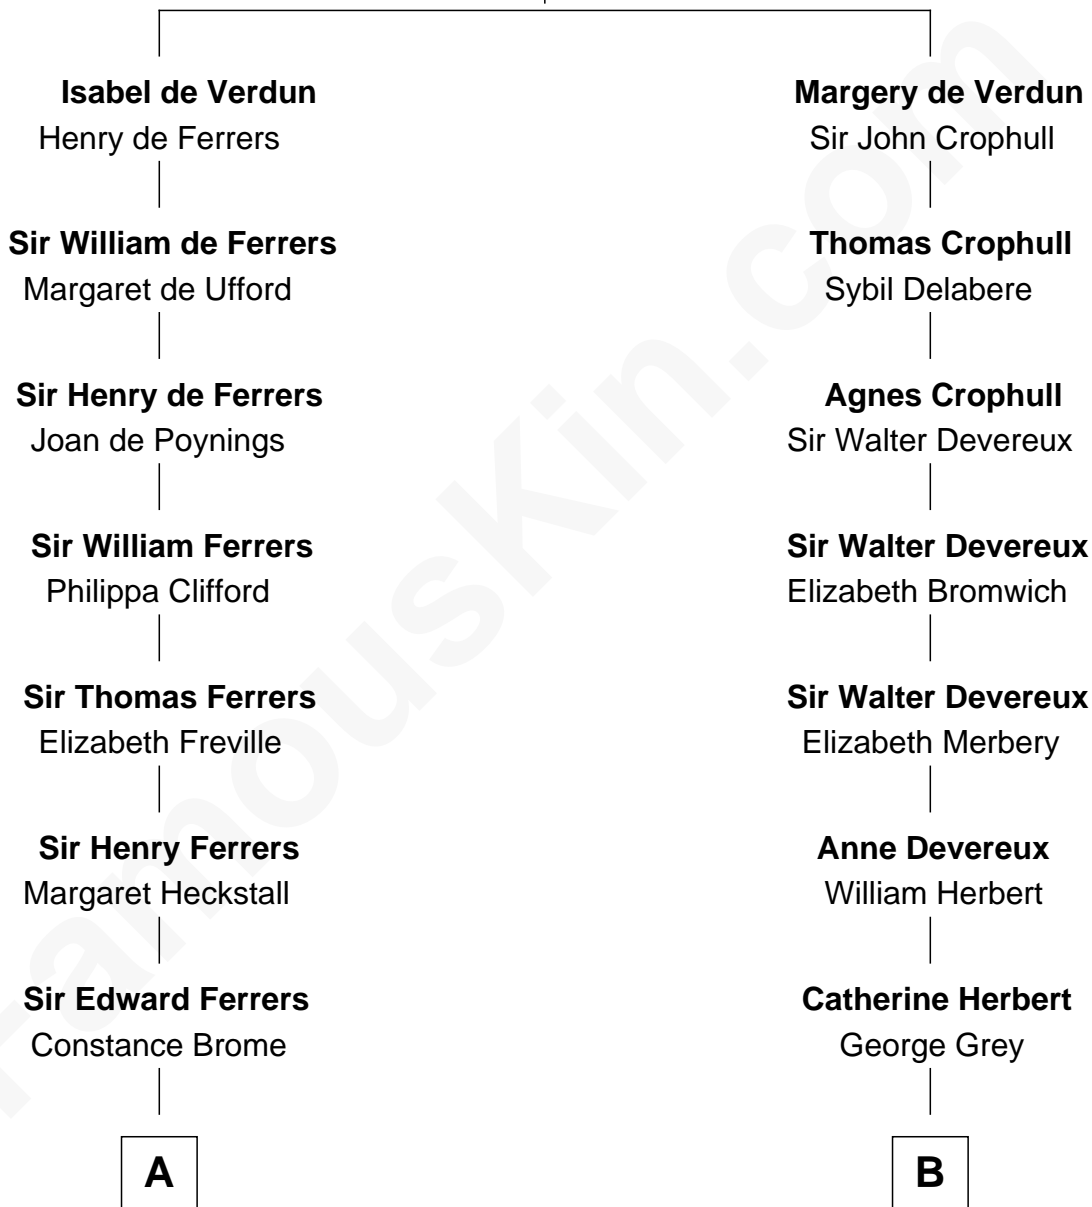 Isabel de Verdun
Henry de Ferrers
Sir William de Ferrers
Margaret de Ufford
Sir Henry de Ferrers
Joan de Poynings
Sir William Ferrers
Philippa Clifford
Sir Thomas Ferrers
Elizabeth Freville
Sir Henry Ferrers
Margaret Heckstall
Sir Edward Ferrers
Constance Brome
A
Margery de Verdun
Sir John Crophull
Thomas Crophull
Sybil Delabere
Agnes Crophull
Sir Walter Devereux
Sir Walter Devereux
Elizabeth Bromwich
Sir Walter Devereux
Elizabeth Merbery
Anne Devereux
William Herbert
Catherine Herbert
George Grey
B
FamousKin.com